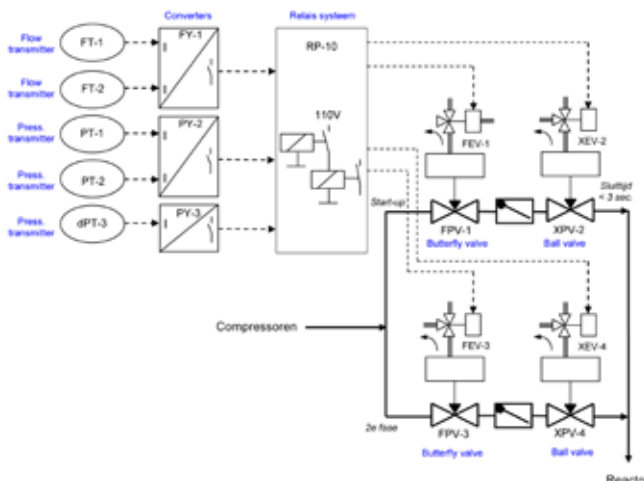 Converters
Relais systeem
Flow
transmitter
FT-1
FY-1
RP-10
Flow
transmitter
FT-2
Press.
transmitter
PT-1
PY-2
110V
FEV-1
XEV-2
Press.
transmitter
PT-2
Start-up
Sluittijd
< 3 sec.
Press.
transmitter
dPT-3
PY-3
FPV-1
XPV-2
Butterfly valve
Ball valve
Compressoren
FEV-3
XEV-4
2e fase
FPV-3
XPV-4
Butterfly valve
Ball valve